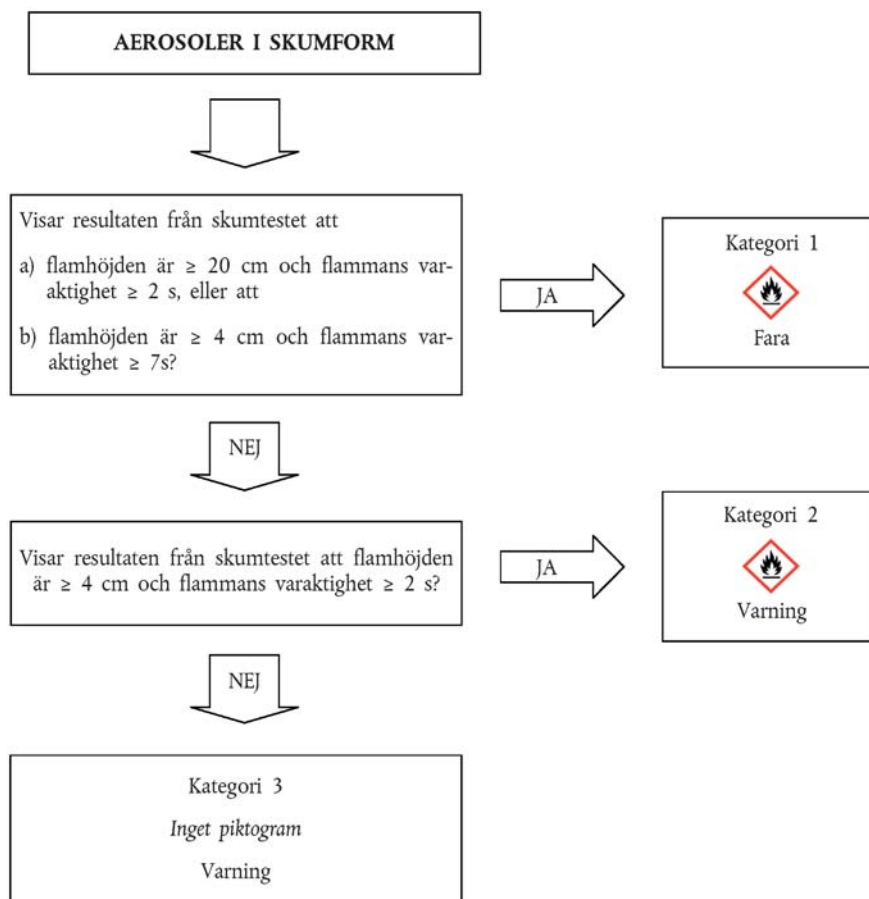 AEROSOLER I SKUMFORM
Visar resultaten från skumtestet att
a) flamhöjden är ≥ 20 cm och flammans var-
aktighet ≥ 2 s, eller att
b) flamhöjden är ≥ 4 cm och flammans var-
aktighet ≥ 7s?
JA
Kategori 1
Fara
NEJ
Visar resultaten från skumtestet att flamhöjden
är ≥ 4 cm och flammans varaktighet ≥ 2 s?
JA
Kategori 2
Varning
NEJ
Kategori 3
Inget piktogram
Varning